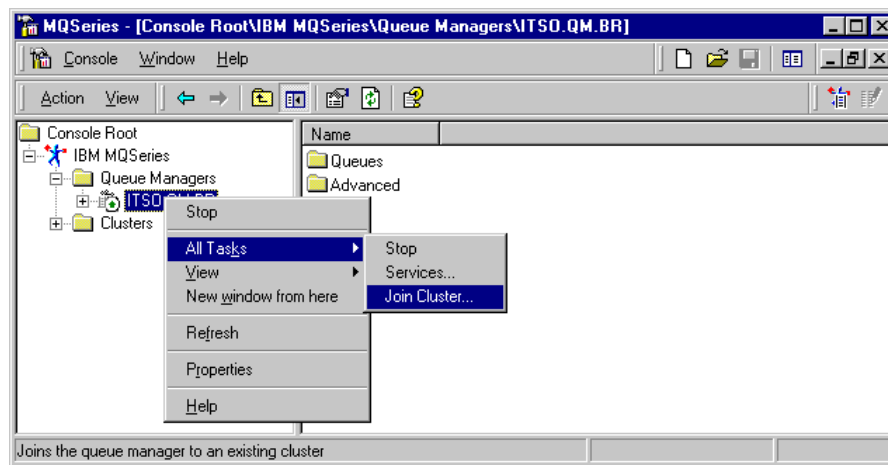 MQSeries - [Console Root\IBM MQSeries\Queue Managers\ITSO.QM.BR]
Console Window Help
Action View
Console Root
IBM MQSeries
Queue Managers
ITSO
Clusters
Name
Queues
Advanced
Stop
All Tasks
View
New window from here
Refresh
Properties
Help
Stop
Services...
Join Cluster...
Joins the queue manager to an existing cluster